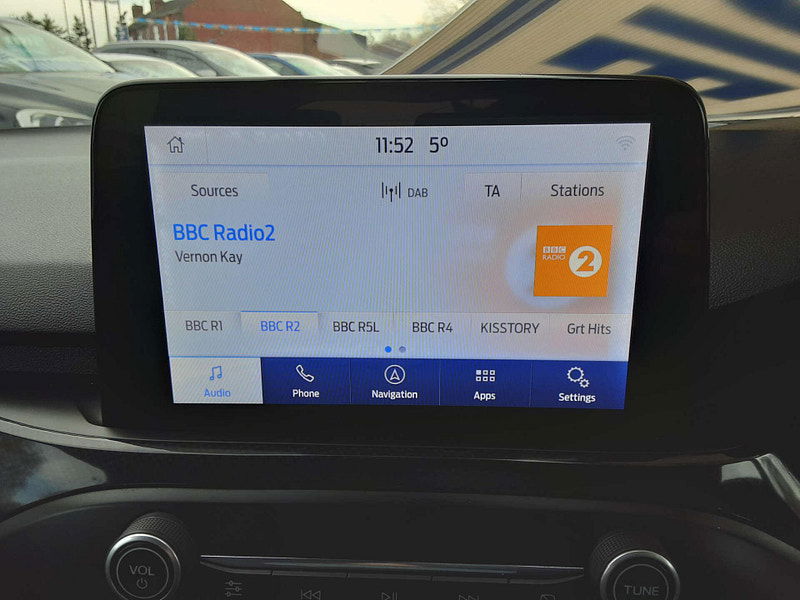 11:52 5º
Sources DAB TA Stations
BBC Radio2
Vernon Kay
BBC
RADIO 2
BBC R1 BBC R2 BBC R5L BBC R4 KISSTORY Grt Hits
Audio Phone Navigation Apps Settings
VOL TUNE